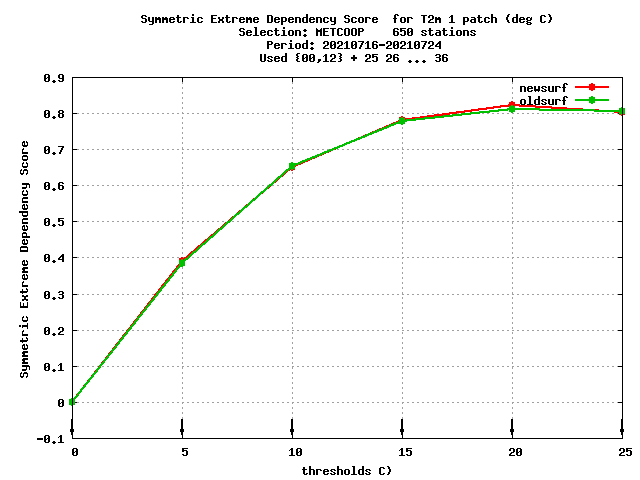 Symmetric Extreme Dependency Score  for T2m 1 patch (deg C)
Selection: METCOOP    650 stations
Period: 20210716-20210724
Used {00,12} + 25 26 ... 36
newsurf
oldsurf
Symmetric Extreme Dependency Score
0.9
0.8
0.7
0.6
0.5
0.4
0.3
0.2
0.1
0
-0.1
0 5 10 15 20 25
thresholds C)